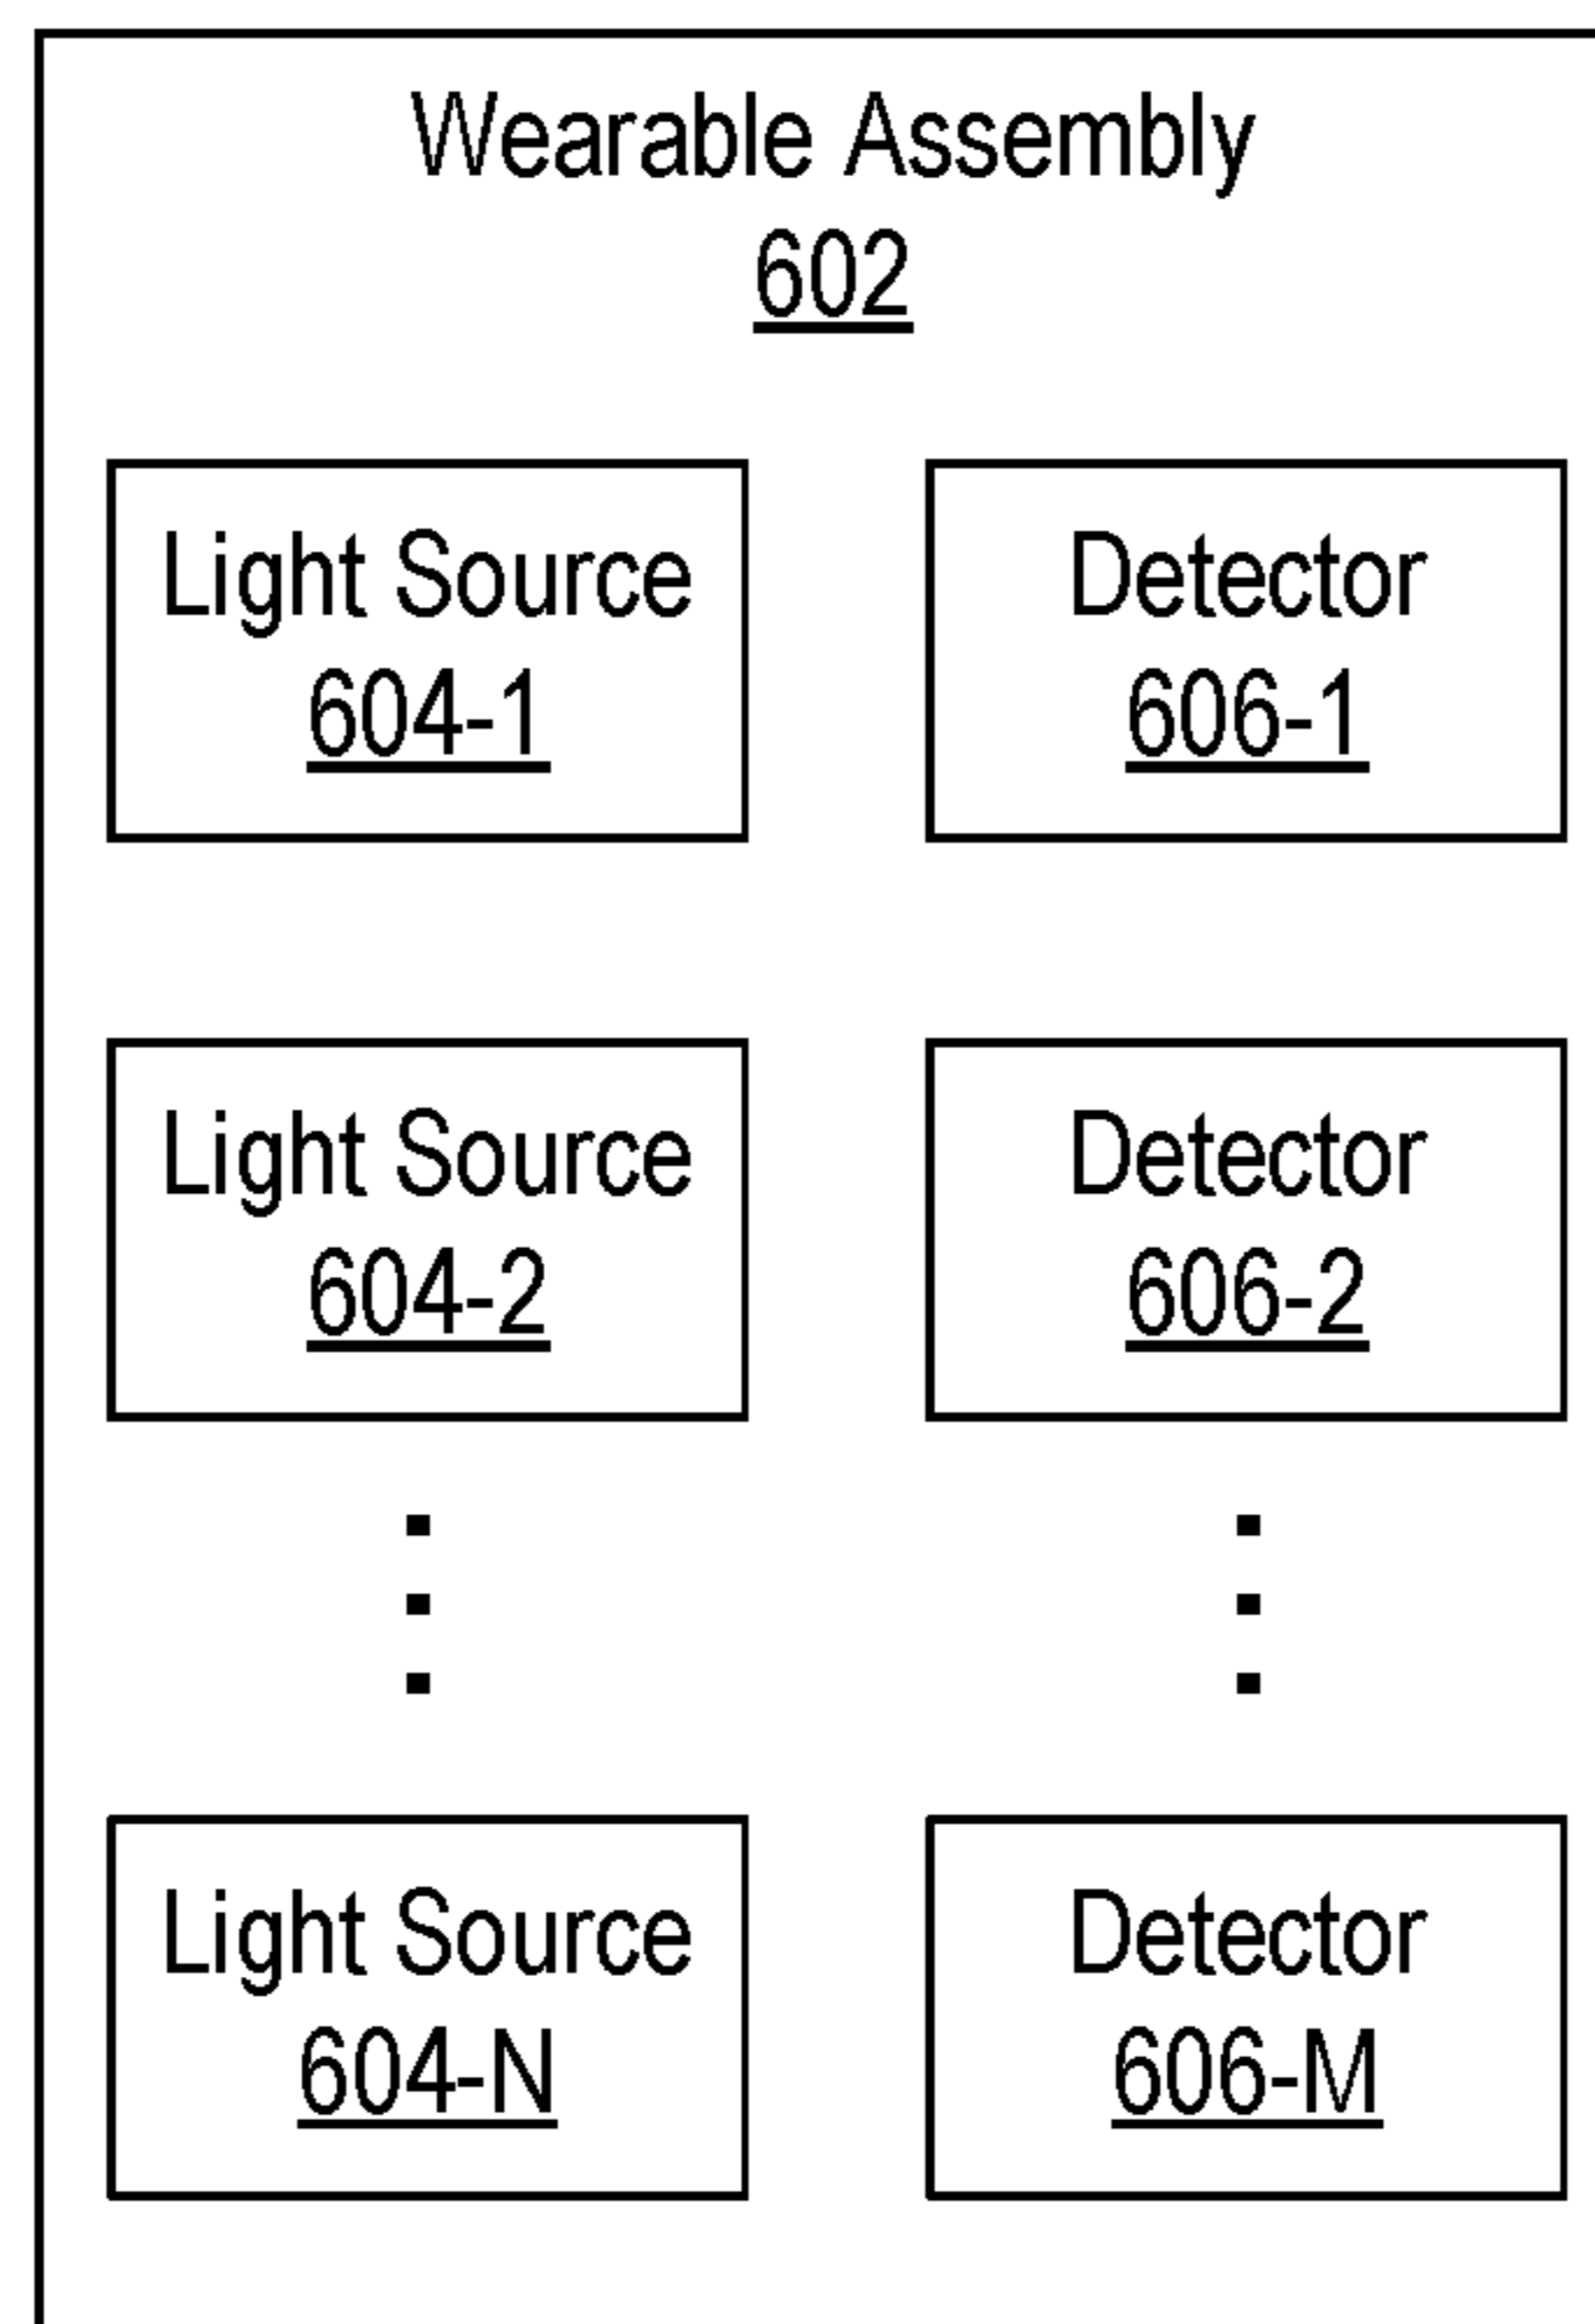 Wearable Assembly
602
Light Source
604-1
Detector
606-1
Light Source
604-2
Detector
606-2
Light Source
604-N
Detector
606-M